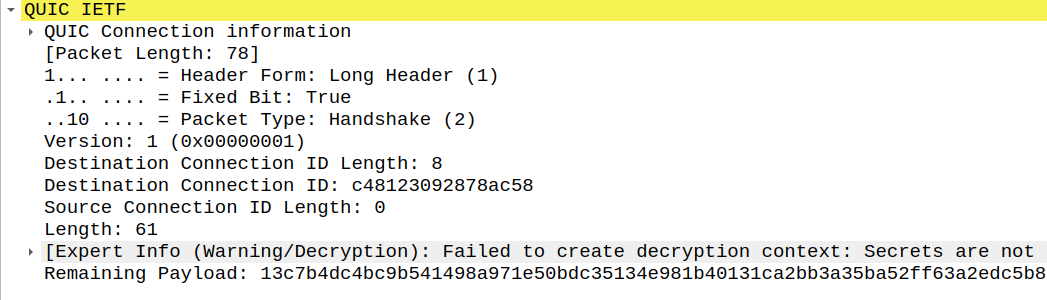 QUIC IETF
QUIC Connection information
[Packet Length: 78]
1... .... = Header Form: Long Header (1)
.1.. .... = Fixed Bit: True
..10 .... = Packet Type: Handshake (2)
Version: 1 (0x00000001)
Destination Connection ID Length: 8
Destination Connection ID: c48123092878ac58
Source Connection ID Length: 0
Length: 61
[Expert Info (Warning/Decryption): Failed to create decryption context: Secrets are not
Remaining Payload: 13c7b4dc4bc9b541498a971e50bdc35134e981b40131ca2bb3a35ba52ff63a2edc5b8